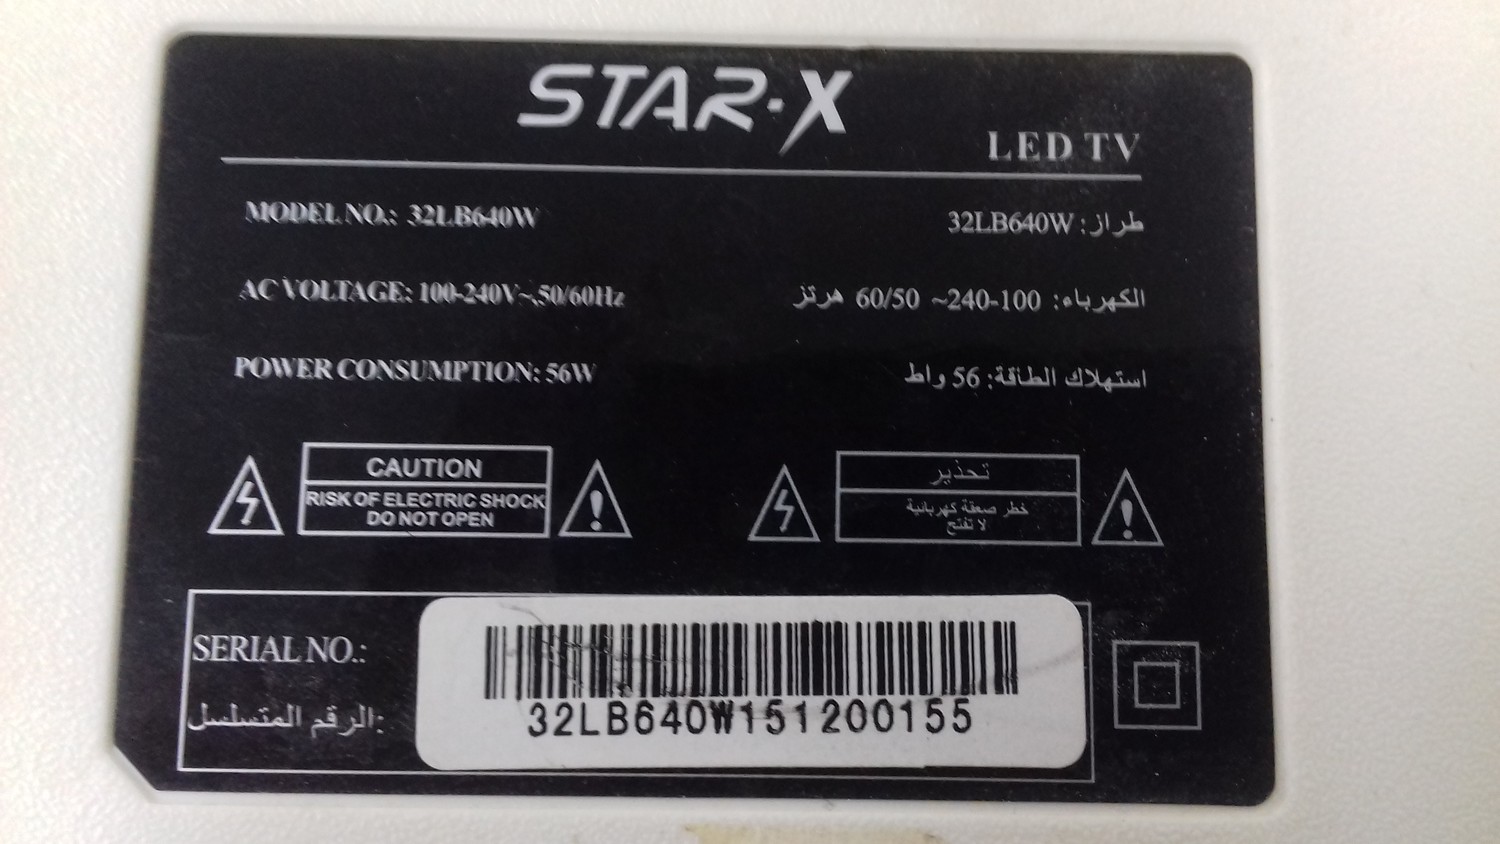 STAR-X
LED TV
MODEL NO.: 32LB640W
طراز: 32LB640W
AC VOLTAGE: 100-240V~,50/60Hz
الكهرباء: 100-240~ 60/50 هرتز
POWER CONSUMPTION: 56W
استهلاك الطاقة: 56 واط
CAUTION
RISK OF ELECTRIC SHOCK
DO NOT OPEN
تحذير
خطر صعقة كهربائية
لا تفتح
SERIAL NO.:
الرقم المتسلسل:
32LB640W151200155